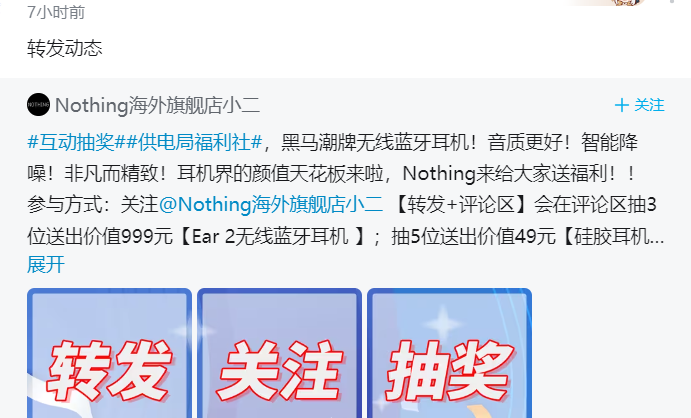 7小时前
转发动态
NOTHING
Nothing海外旗舰店小二
+ 关注
#互动抽奖##供电局福利社#，黑马潮牌无线蓝牙耳机！音质更好！智能降
噪！非凡而精致！耳机界的颜值天花板来啦，Nothing来给大家送福利！！
参与方式：关注@Nothing海外旗舰店小二 【转发+评论区】会在评论区抽3
位送出价值999元【Ear 2无线蓝牙耳机 】；抽5位送出价值49元【硅胶耳机...
展开
转发 关注 抽奖